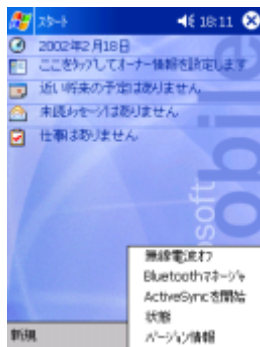 スタート 18:11
2002年2月18日
ここをタップしてオーナー情報を設定します
近い将来の予定はありません
未読メッセージはありません
仕事はありません
無線電波オフ
Bluetoothマネージャ
ActiveSyncを開始
状態
バージョン情報
新規